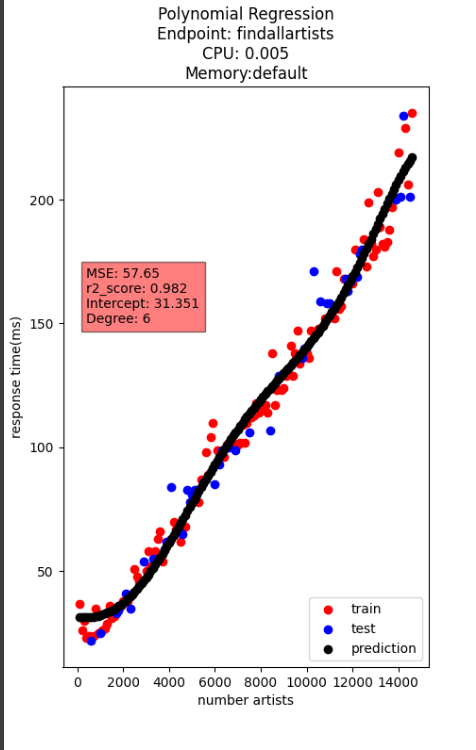 Polynomial Regression
Endpoint: findallartists
CPU: 0.005
Memory:default
200
150
100
50
response time(ms)
MSE: 57.65
r2_score: 0.982
Intercept: 31.351
Degree: 6
train
test
prediction
0 2000 4000 6000 8000 10000 12000 14000
number artists